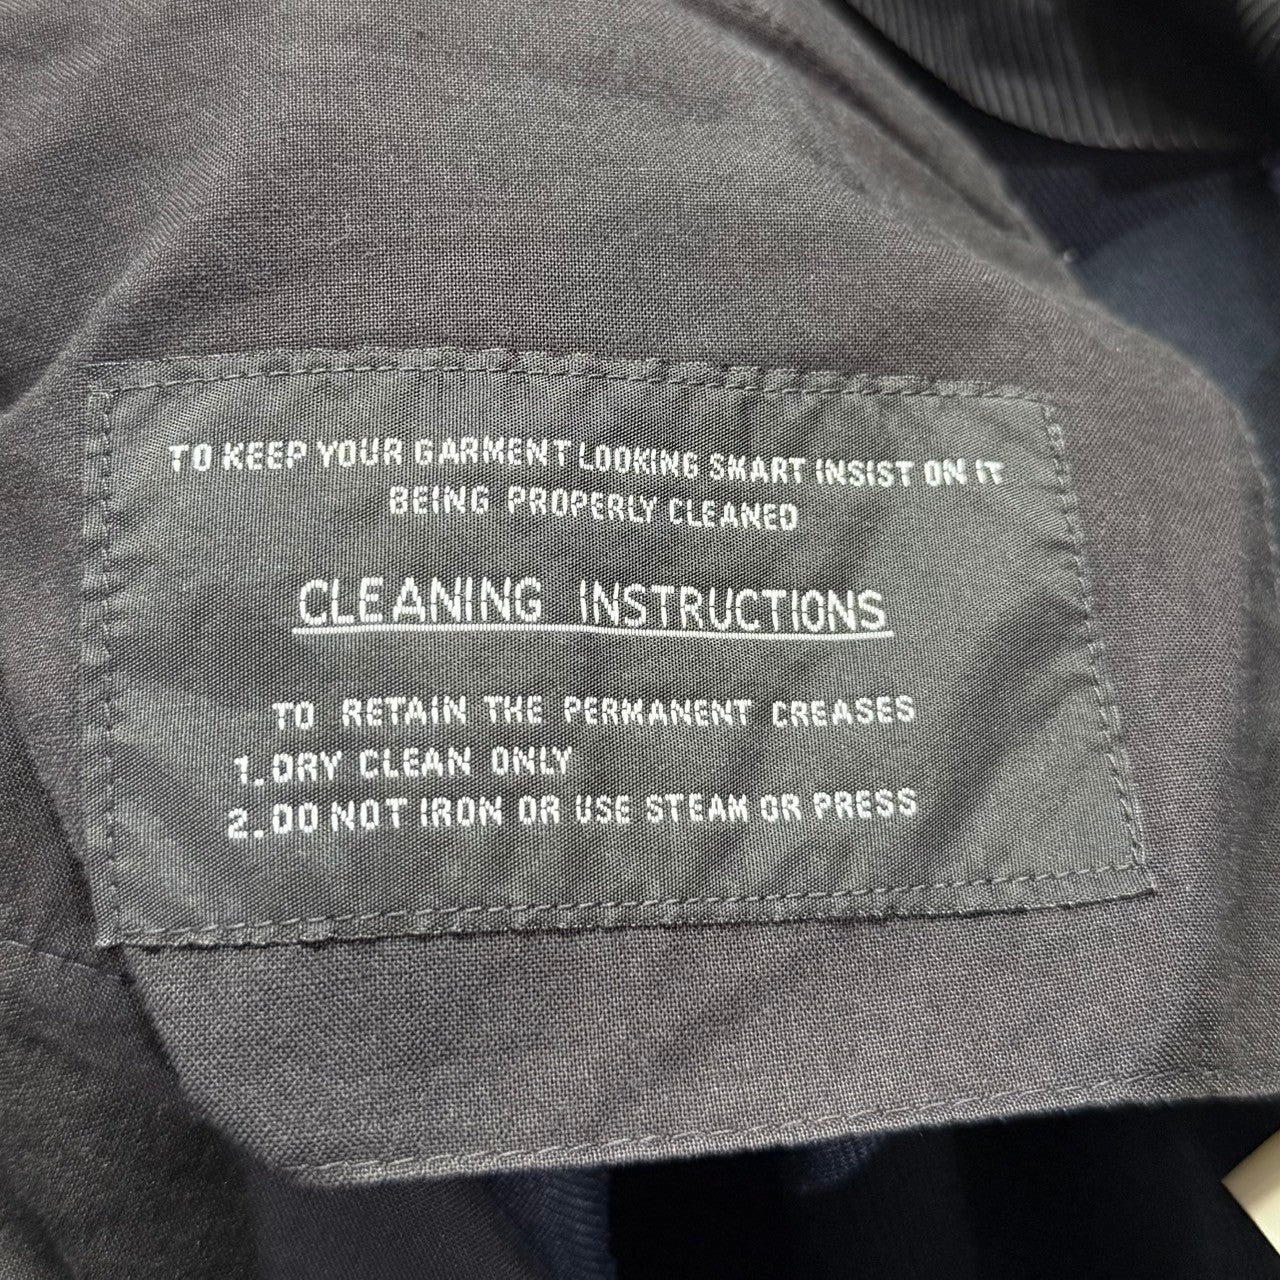 TO KEEP YOUR GARMENT LOOKING SMART INSIST ON IT
BEING PROPERLY CLEANED
CLEANING INSTRUCTIONS
TO RETAIN THE PERMANENT CREASES
1. DRY CLEAN ONLY
2. DO NOT IRON OR USE STEAM OR PRESS